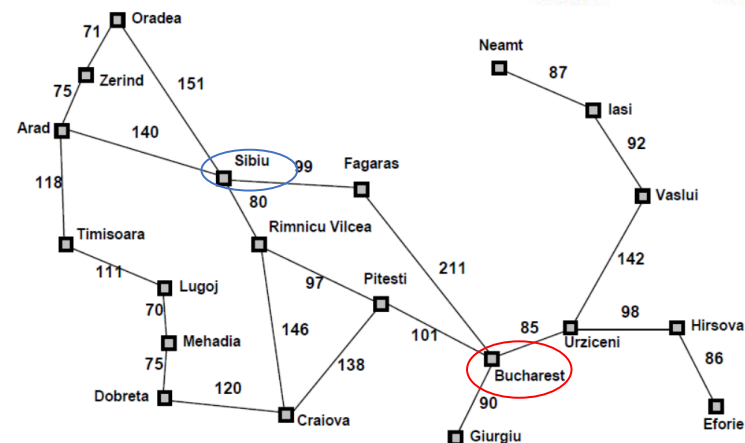 Oradea
71
Neamt
87
Zerind
151
75
Iasi
Arad
140
92
Sibiu
99
Fagaras
118
80
Vaslui
Rimnicu Vilcea
Timisoara
142
111
211
Lugoj
97
Pitesti
70
98
Hirsova
146
101
85
Mehadia
Urziceni
75
138
86
Bucharest
120
Dobreta
90
Craiova
Eforie
Giurgiu